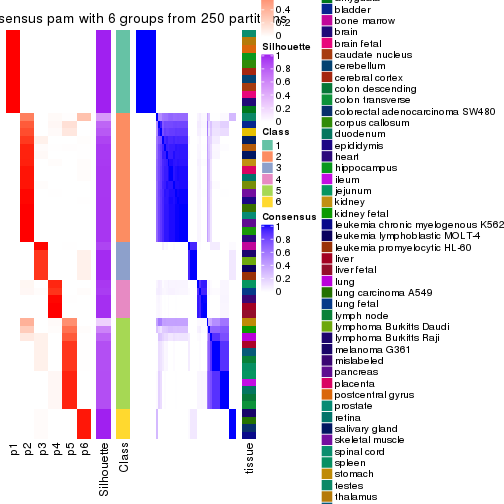 sensus pam with 6 groups from 250 partitions
0.4
0.2
0
Silhouette
1
0.8
0.6
0.4
0.2
0
Class
1
2
3
4
5
6
Consensus
1
0.8
0.6
0.4
0.2
0
p1
p2
p3
p4
p5
p6
Silhouette
Class
tissue
bladder
bone marrow
brain
brain fetal
caudate nucleus
cerebellum
cerebral cortex
colon descending
colon transverse
colorectal adenocarcinoma SW480
corpus callosum
duodenum
epididymis
heart
hippocampus
ileum
jejunum
kidney
kidney fetal
leukemia chronic myelogenous K562
leukemia lymphoblastic MOLT-4
leukemia promyelocytic HL-60
liver
liver fetal
lung
lung carcinoma A549
lung fetal
lymph node
lymphoma Burkitts Daudi
lymphoma Burkitts Raji
melanoma G361
mislabeled
pancreas
placenta
postcentral gyrus
prostate
retina
salivary gland
skeletal muscle
spinal cord
spleen
stomach
testes
thalamus